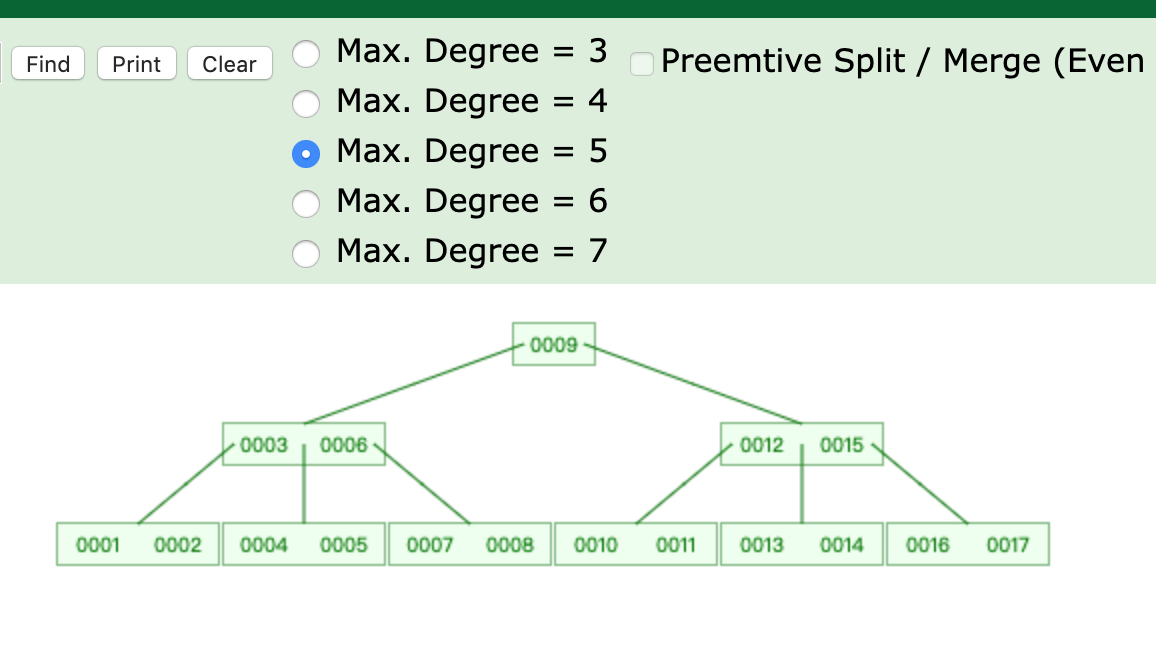 Find Print Clear
Max. Degree = 3
Max. Degree = 4
Max. Degree = 5
Max. Degree = 6
Max. Degree = 7
Preemtive Split / Merge (Even
0009
0003 0006 0012 0015
0001 0002 0004 0005 0007 0008 0010 0011 0013 0014 0016 0017